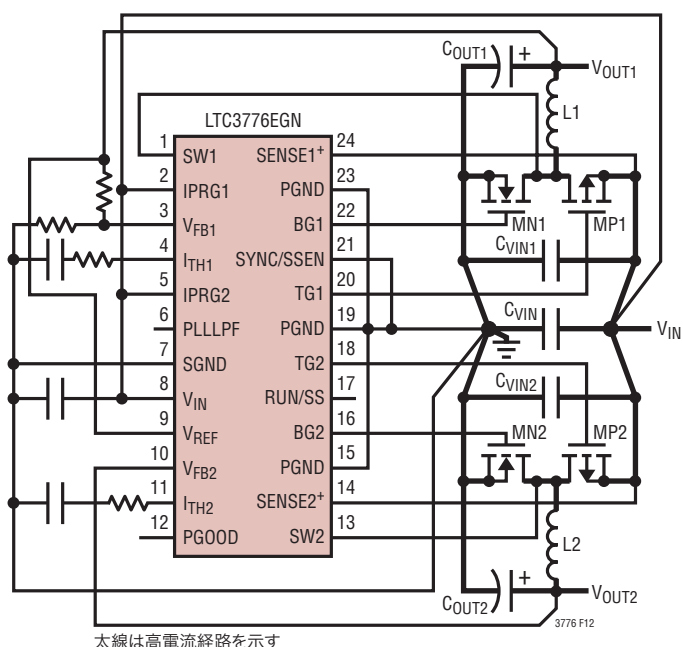 COUT1
+
VOUT1
LTC3776EGN
L1
1 SW1 SENSE1+ 24
2 IPRG1 PGND 23
3 VFB1 BG1 22
MN1 MP1
4 ITH1 SYNC/SSEN 21
CVIN1
5 IPRG2 TG1 20
6 PLLLPF PGND 19
CVIN
VIN
7 SGND TG2 18
8 VIN RUN/SS 17
CVIN2
9 VREF BG2 16
MN2 MP2
10 VFB2 PGND 15
11 ITH2 SENSE2+ 14
12 PGOOD SW2 13
L2
COUT2
+
VOUT2
3776 F12
太線は高電流経路を示す